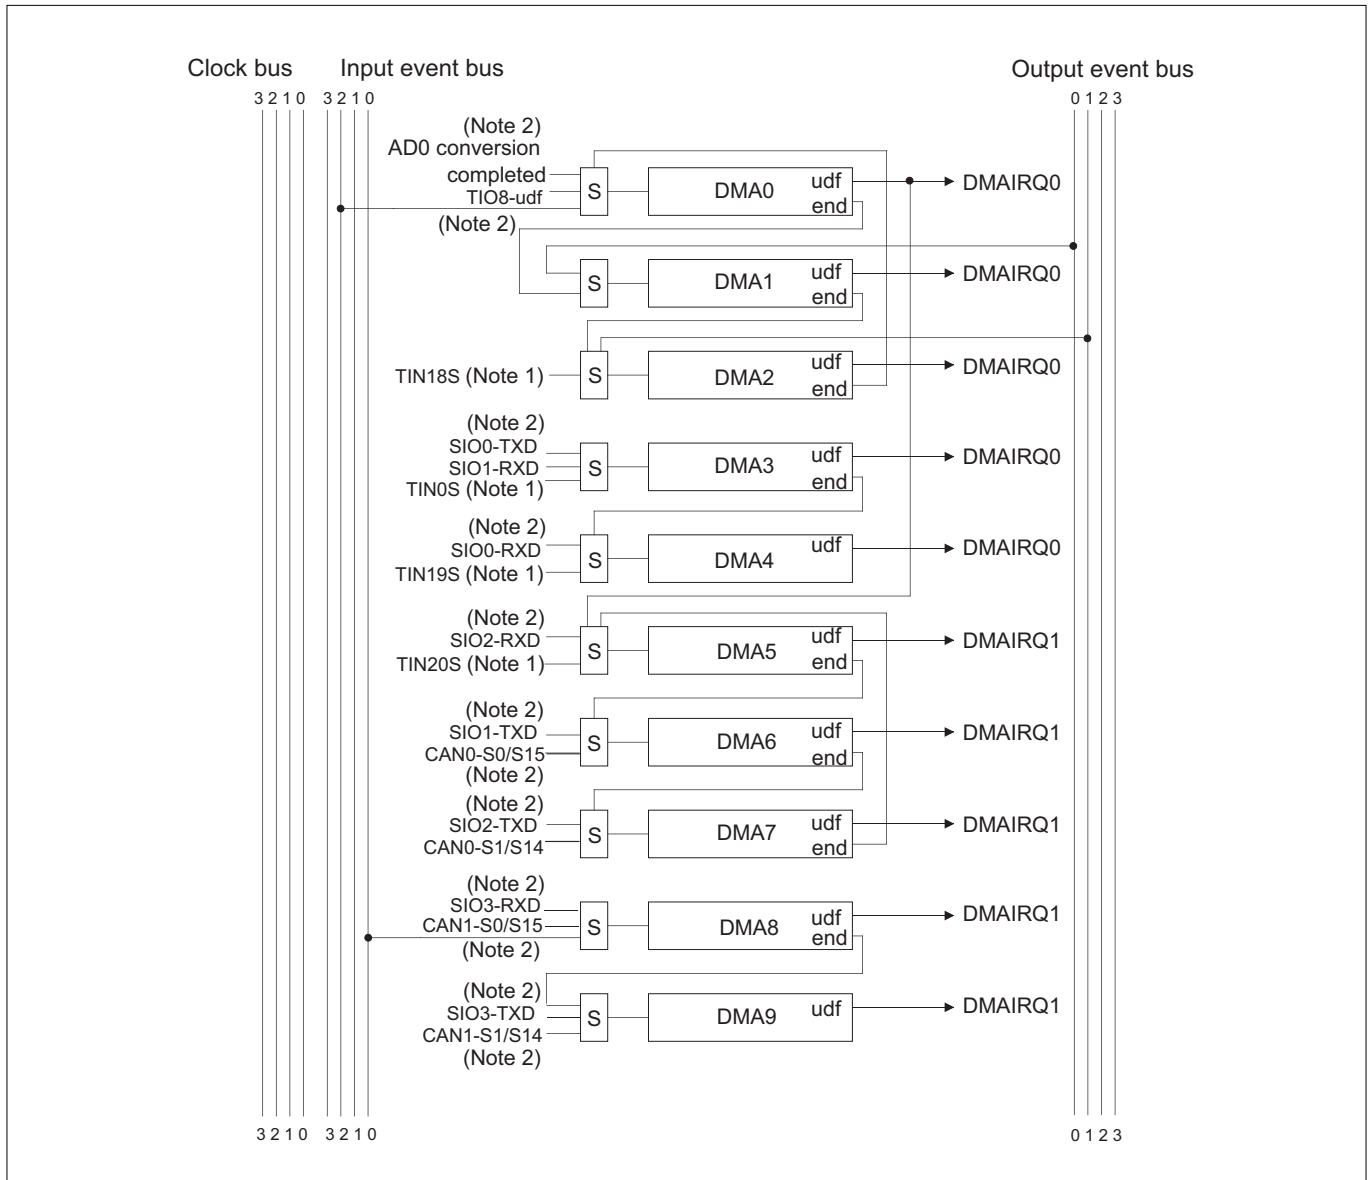 Clock bus Input event bus Output event bus
3 2 1 0 3 2 1 0 0 1 2 3
(Note 2)
AD0 conversion
completed
TIO8-udf
(Note 2)
S
DMA0
udf
end
DMAIRQ0
S
DMA1
udf
end
DMAIRQ0
TIN18S (Note 1)
S
DMA2
udf
end
DMAIRQ0
(Note 2)
SIO0-TXD
SIO1-RXD
TIN0S (Note 1)
S
DMA3
udf
end
DMAIRQ0
(Note 2)
SIO0-RXD
TIN19S (Note 1)
S
DMA4
udf
DMAIRQ0
(Note 2)
SIO2-RXD
TIN20S (Note 1)
S
DMA5
udf
end
DMAIRQ1
(Note 2)
SIO1-TXD
CAN0-S0/S15
(Note 2)
S
DMA6
udf
end
DMAIRQ1
(Note 2)
SIO2-TXD
CAN0-S1/S14
S
DMA7
udf
end
DMAIRQ1
(Note 2)
SIO3-RXD
CAN1-S0/S15
(Note 2)
S
DMA8
udf
end
DMAIRQ1
(Note 2)
SIO3-TXD
CAN1-S1/S14
(Note 2)
S
DMA9
udf
DMAIRQ1
3 2 1 0 3 2 1 0 0 1 2 3